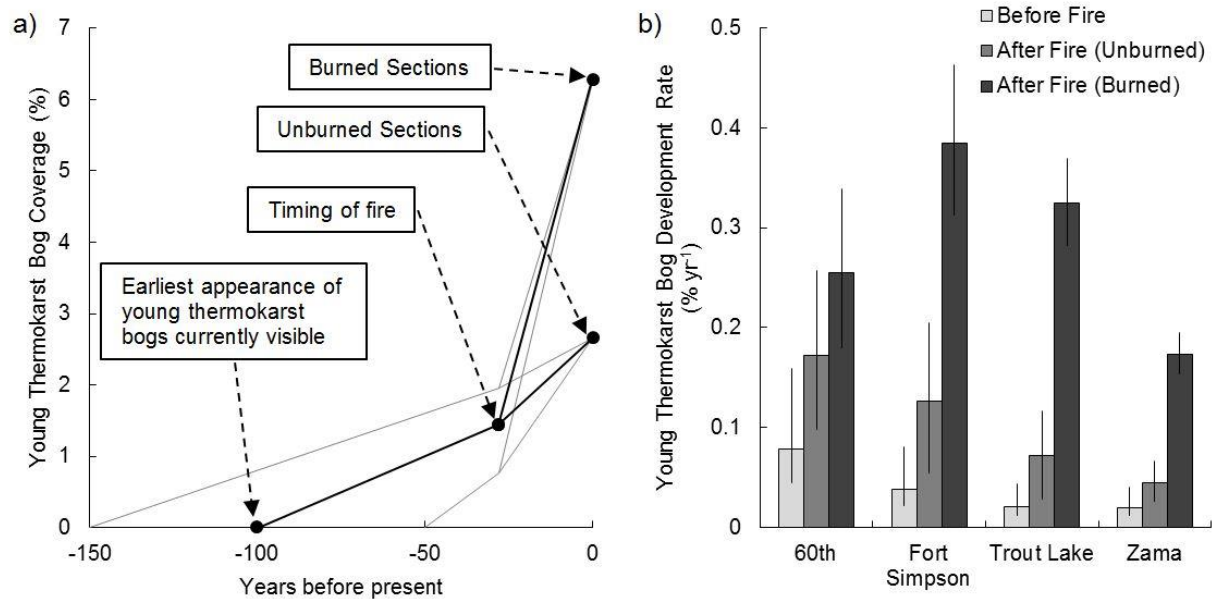 a)
Young Thermokarst Bog Coverage (%)
7
6
5
4
3
2
1
0
Burned Sections
Unburned Sections
Timing of fire
Earliest appearance of
young thermokarst
bogs currently visible
-150
-100
-50
0
Years before present
b)
Young Thermokarst Bog Development Rate
(% yr-1)
0.5
0.4
0.3
0.2
0.1
0
Before Fire
After Fire (Unburned)
After Fire (Burned)
60th
Fort
Simpson
Trout Lake
Zama